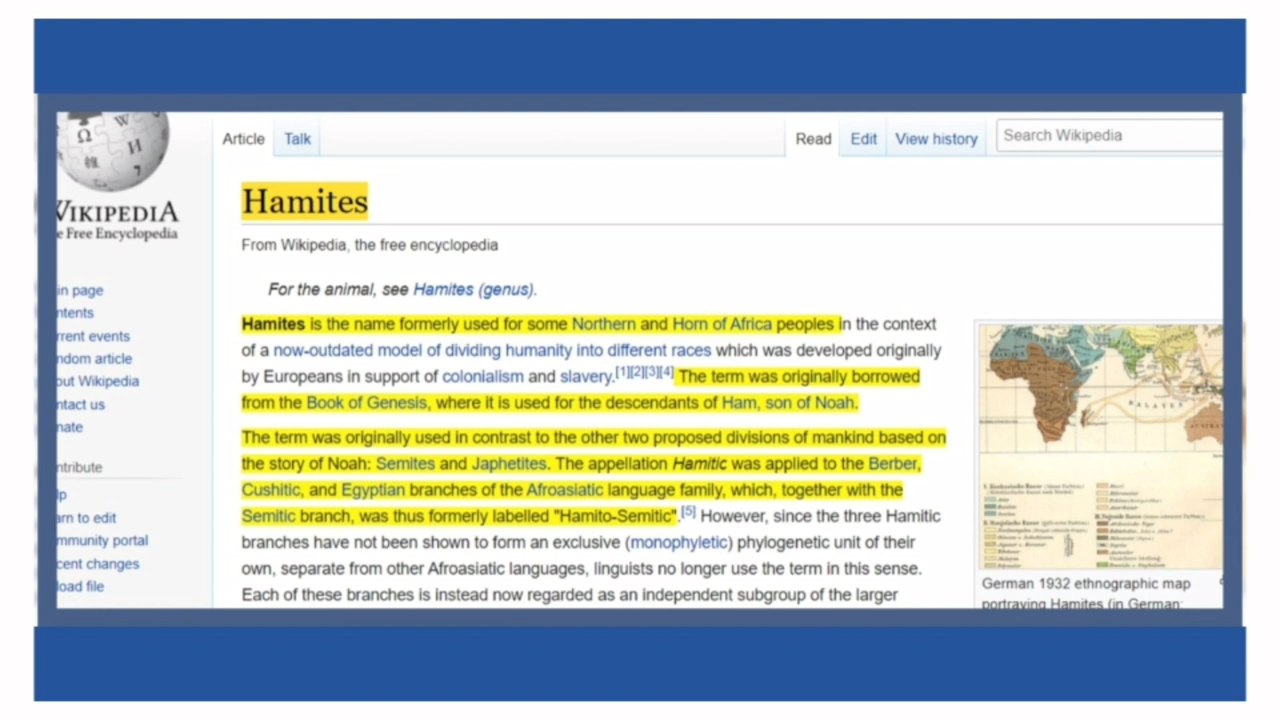 Article
Talk
Read
Edit
View history
Search Wikipedia
VIKIPEDIA
e Free Encyclopedia
in page
ntents
rrent events
ndom article
out Wikipedia
ntact us
nate
ntribute
lp
arn to edit
mmunity portal
cent changes
load file
Hamites
From Wikipedia, the free encyclopedia
For the animal, see Hamites (genus).
Hamites is the name formerly used for some Northern and Horn of Africa peoples in the context
of a now-outdated model of dividing humanity into different races which was developed originally
by Europeans in support of colonialism and slavery.[1][2][3][4] The term was originally borrowed
from the Book of Genesis, where it is used for the descendants of Ham, son of Noah.
The term was originally used in contrast to the other two proposed divisions of mankind based on
the story of Noah: Semites and Japhetites. The appellation Hamitic was applied to the Berber,
Cushitic, and Egyptian branches of the Afroasiatic language family, which, together with the
Semitic branch, was thus formerly labelled "Hamito-Semitic".[5] However, since the three Hamitic
branches have not been shown to form an exclusive (monophyletic) phylogenetic unit of their
own, separate from other Afroasiatic languages, linguists no longer use the term in this sense.
Each of these branches is instead now regarded as an independent subgroup of the larger
German 1932 ethnographic map
portraying Hamites (in German: